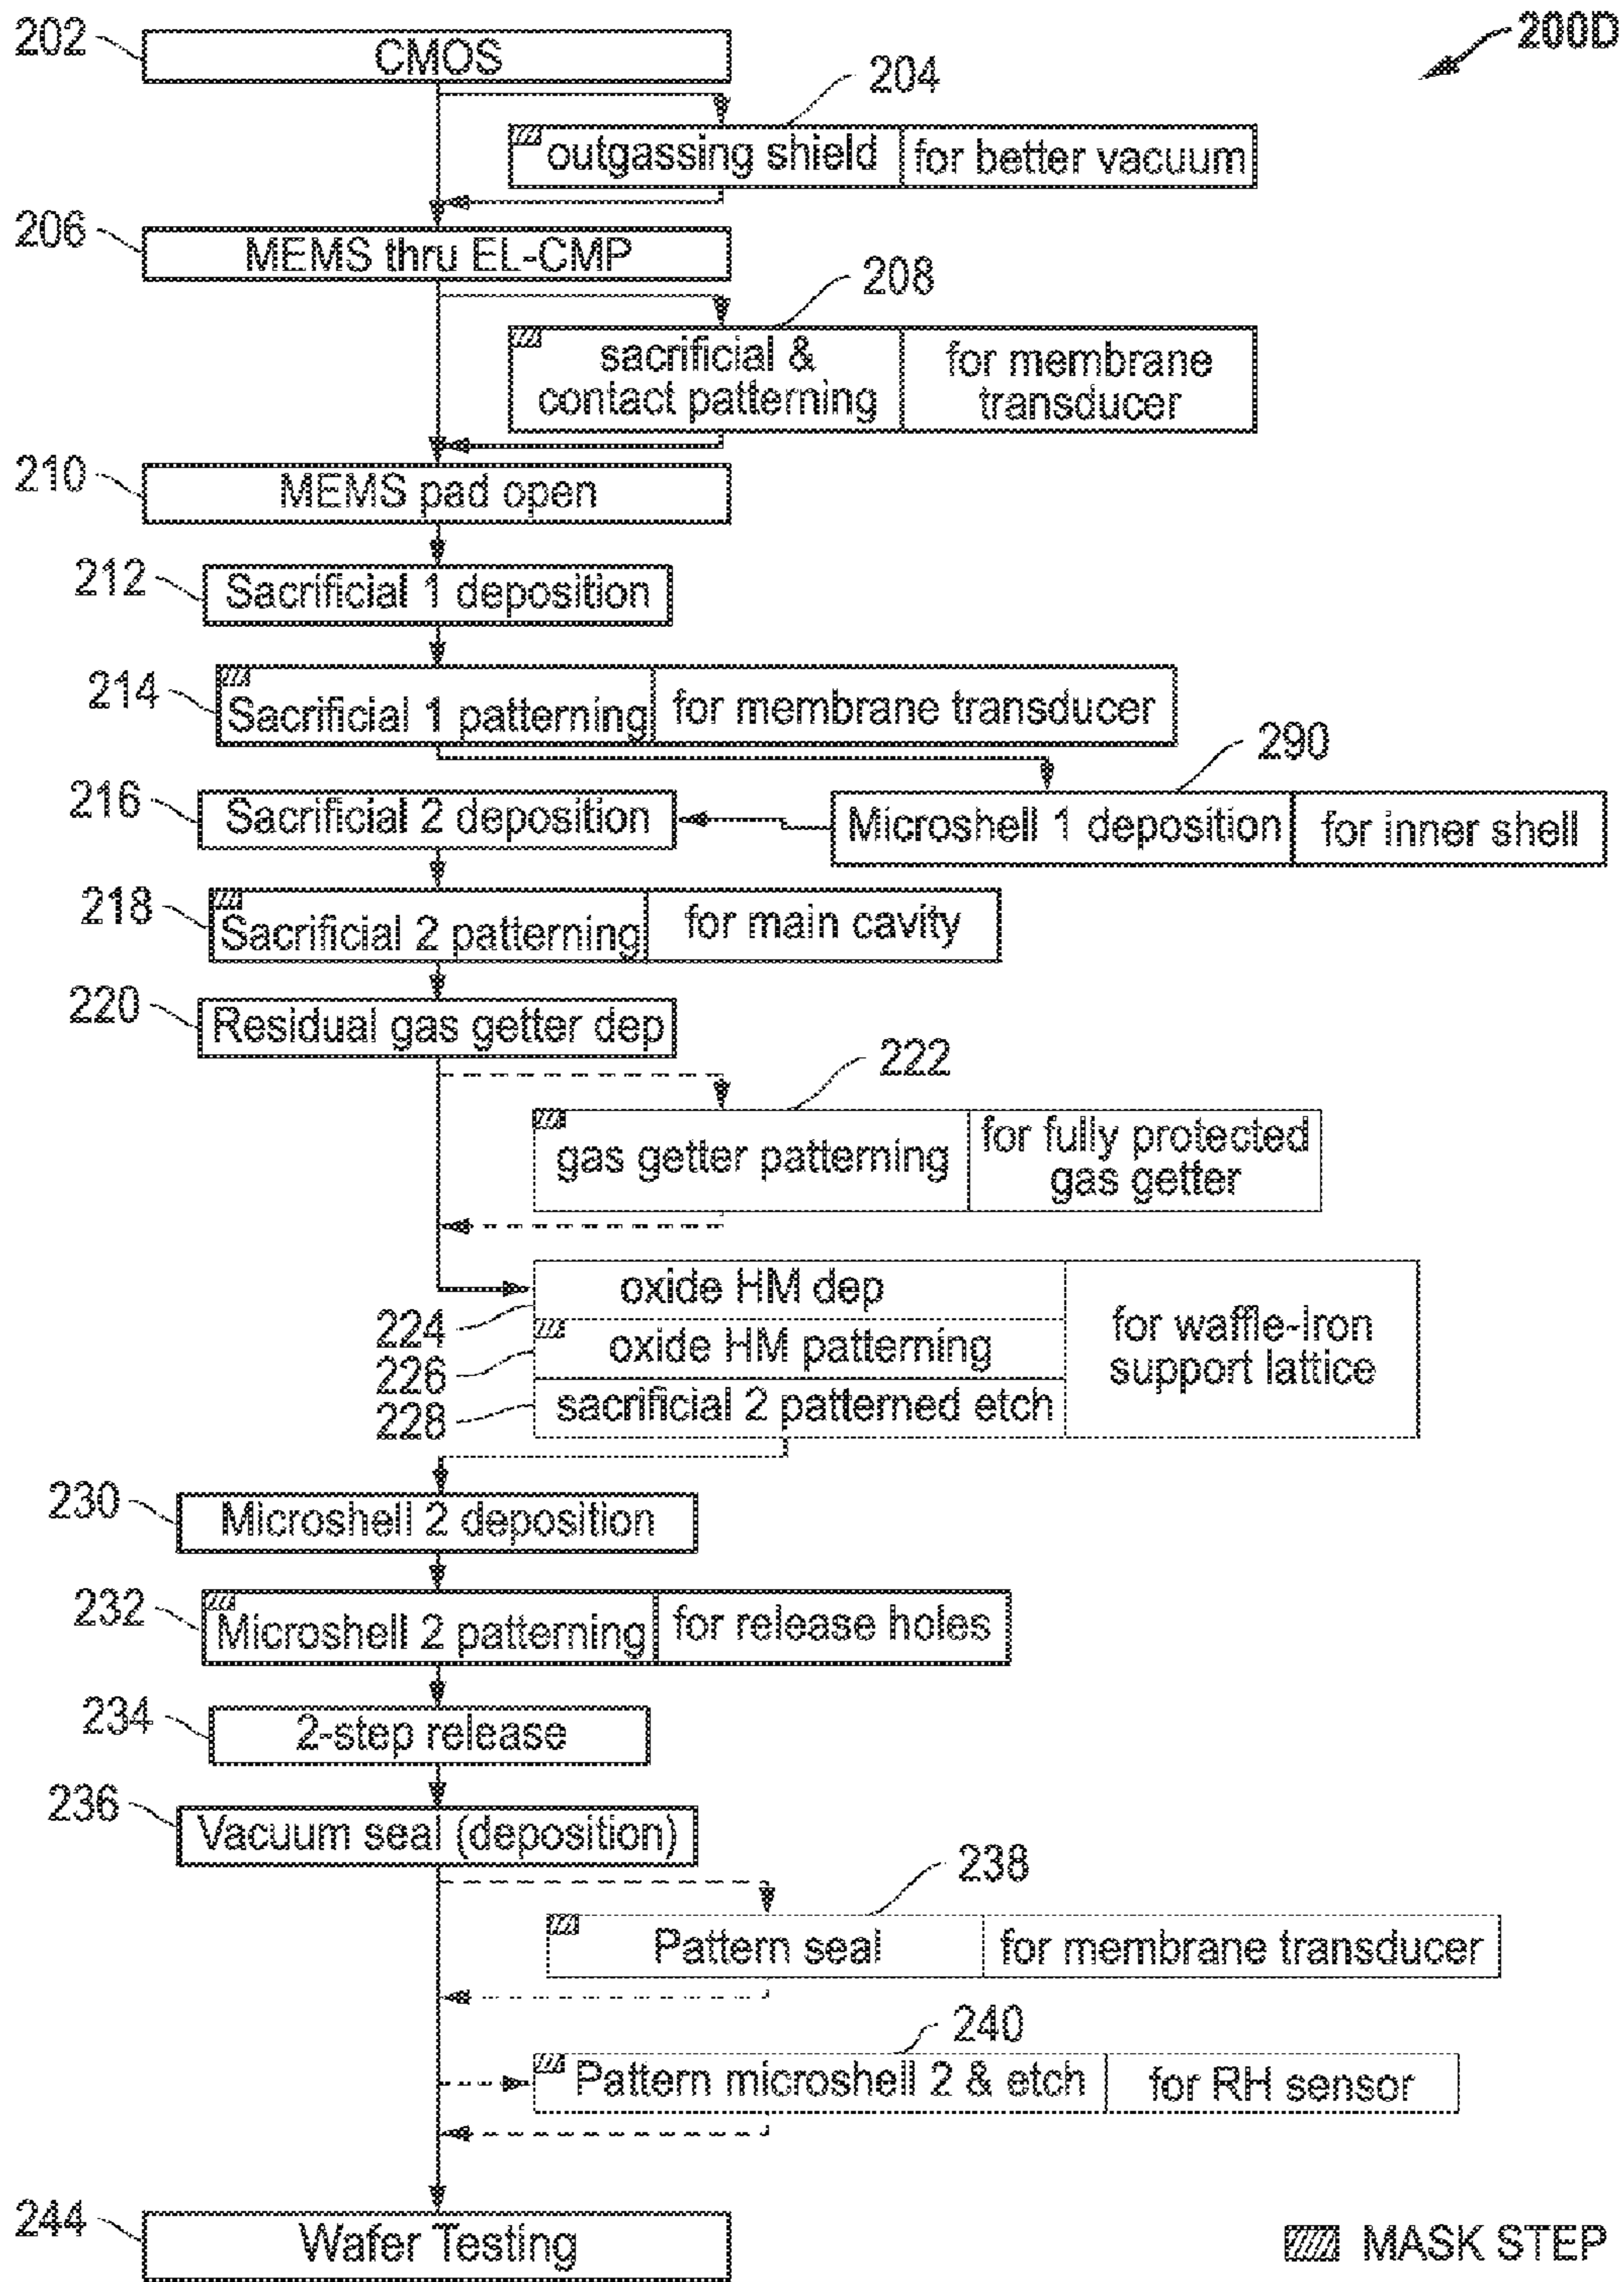 200D
202
CMOS
204
outgassing shield
for better vacuum
206
MEMS thru EL-CMP
208
sacrificial &
contact patterning
for membrane
transducer
210
MEMS pad open
212
Sacrificial 1 deposition
214
Sacrificial 1 patterning
for membrane transducer
290
216
Sacrificial 2 deposition
Microshell 1 deposition
for inner shell
218
Sacrificial 2 patterning
for main cavity
220
Residual gas getter dep
222
gas getter patterning
for fully protected
gas getter
224
oxide HM dep
226
oxide HM patterning
228
sacrificial 2 patterned etch
for waffle-iron
support lattice
230
Microshell 2 deposition
232
Microshell 2 patterning
for release holes
234
2-step release
236
Vacuum seal (deposition)
238
Pattern seal
for membrane transducer
240
Pattern microshell 2 & etch
for RH sensor
244
Wafer Testing
MASK STEP